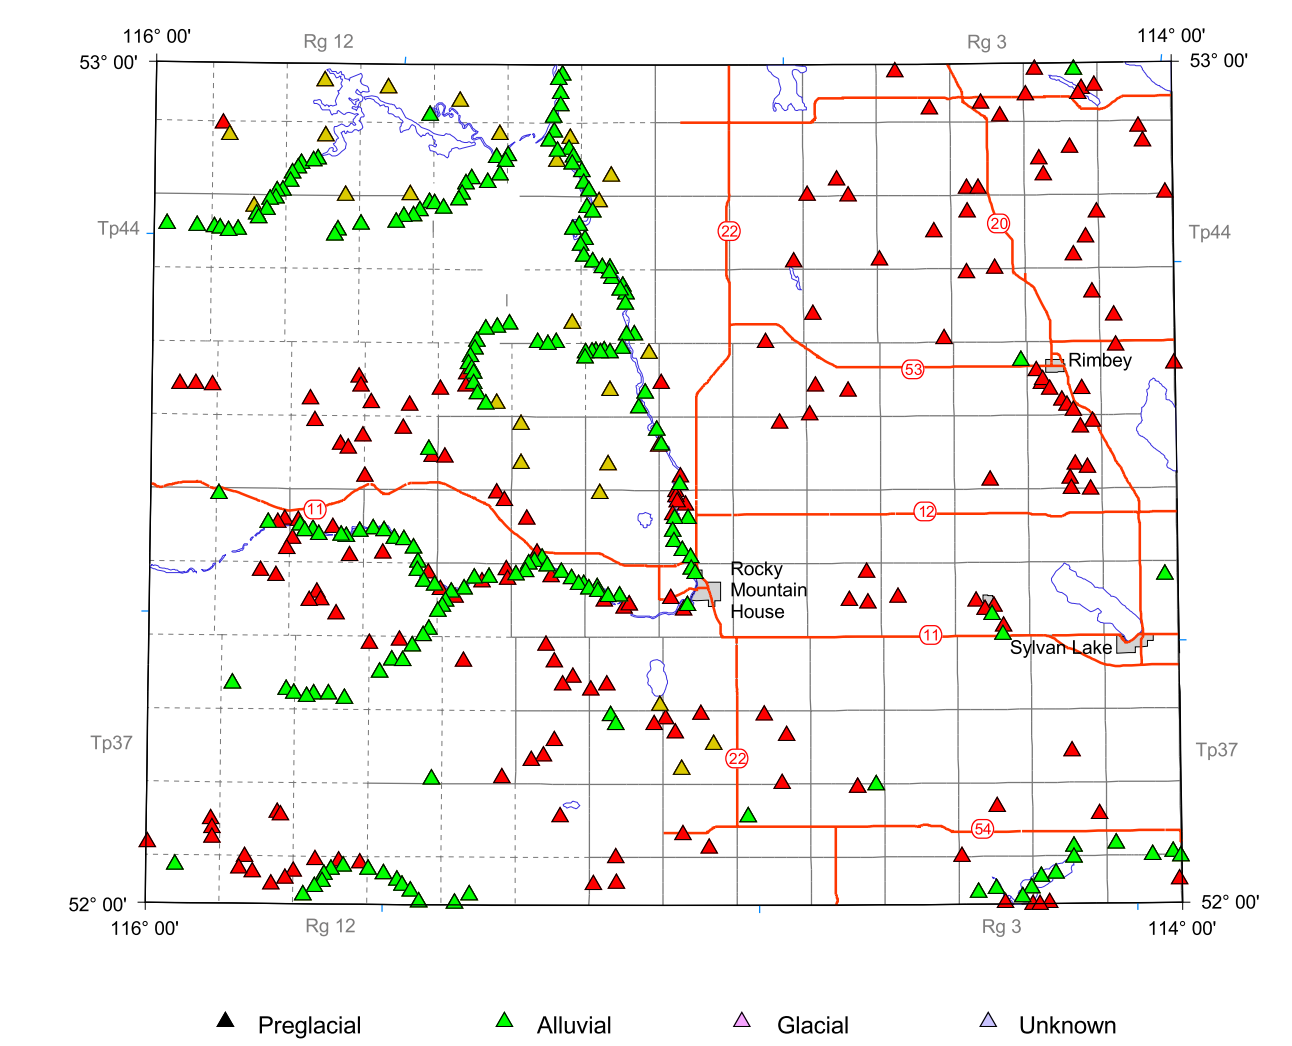 116° 00'
114° 00'
Rg 12
Rg 3
53° 00'
53° 00'
Tp44
Tp44
22
20
53
Rimbey
11
12
Rocky
Mountain
House
11
Sylvan Lake
Tp37
Tp37
22
54
52° 00'
52° 00'
116° 00'
Rg 12
Rg 3
114° 00'
Preglacial
Alluvial
Glacial
Unknown